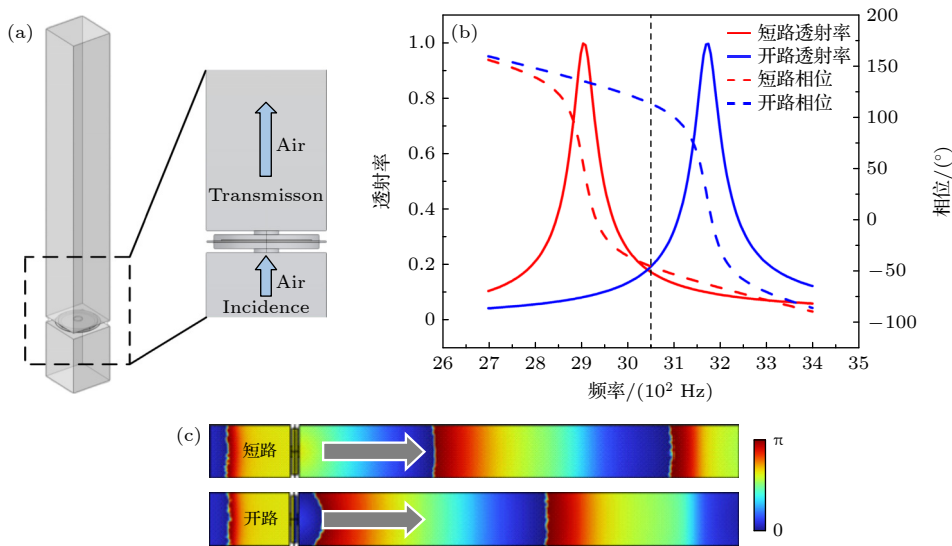 (a)
Air
Transmisson
Air
Incidence
(b)
短路透射率
开路透射率
短路相位
开路相位
透射率
1.0
0.8
0.6
0.4
0.2
0
200
150
100
50
0
−50
−100
相位/(°)
26 27 28 29 30 31 32 33 34 35
频率/(10² Hz)
(c)
短路
开路
π
0